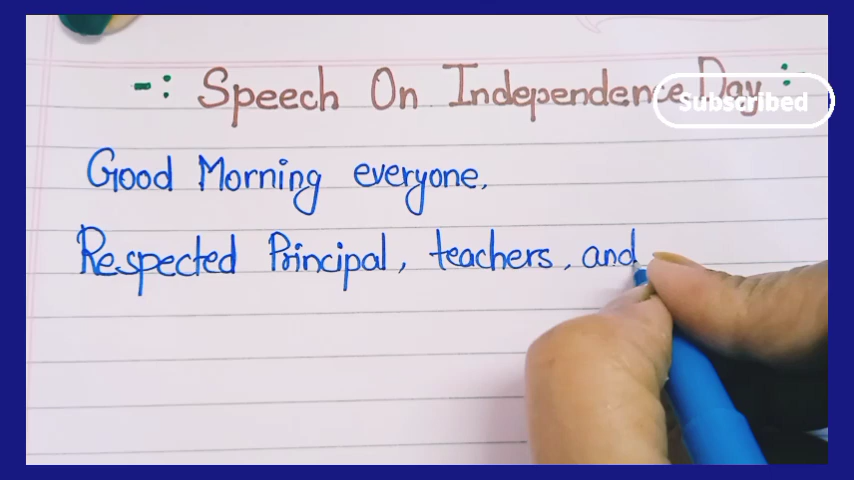 -: Speech On Independence Day :-
Subscribed
Good Morning everyone.
Respected Principal, teachers, and